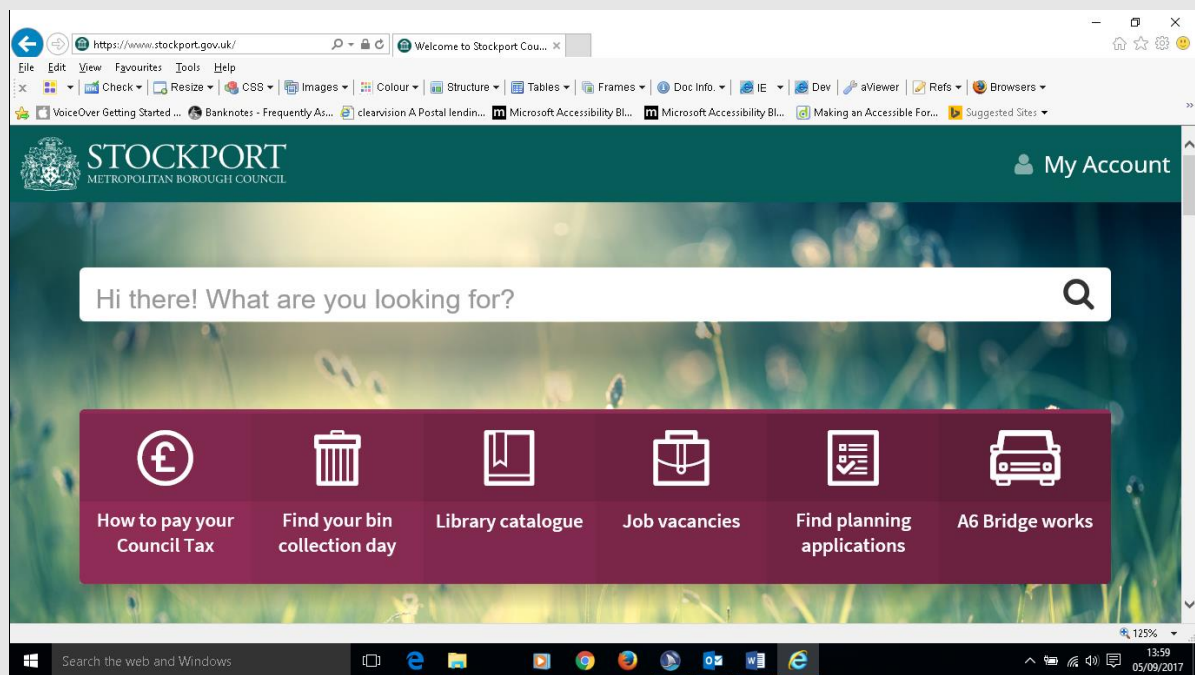 https://www.stockport.gov.uk/
Welcome to Stockport Cou...
File Edit View Favourites Tools Help
Check Resize CSS Images Colour Structure Tables Frames Doc Info. IE Dev aViewer Refs Browsers
VoiceOver Getting Started ... Banknotes - Frequently As... clearvision A Postal lendin... Microsoft Accessibility Bl... Microsoft Accessibility Bl... Making an Accessible For... Suggested Sites
STOCKPORT
METROPOLITAN BOROUGH COUNCIL
My Account
Hi there! What are you looking for?
How to pay your
Council Tax
Find your bin
collection day
Library catalogue
Job vacancies
Find planning
applications
A6 Bridge works
125%
Search the web and Windows
13:59
05/09/2017